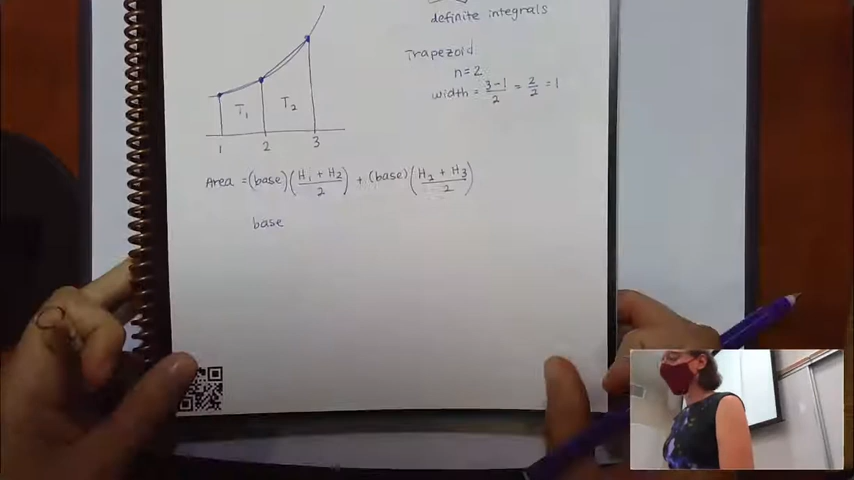 definite integrals
Trapezoid
n=2
width = 3-1/2 = 2/2 = 1
T1 T2
1 2 3
Area = (base)(H1 + H2/2) + (base)(H2 + H3/2)
base